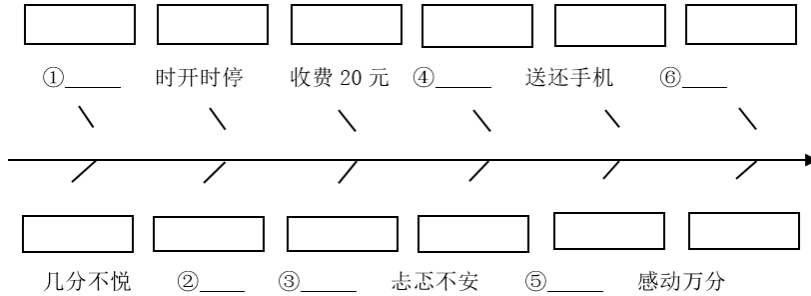 ①_____ 时开时停 收费 20 元 ④_____ 送还手机 ⑥____
几分不悦 ②____ ③_____ 忐忑不安 ⑤_____ 感动万分